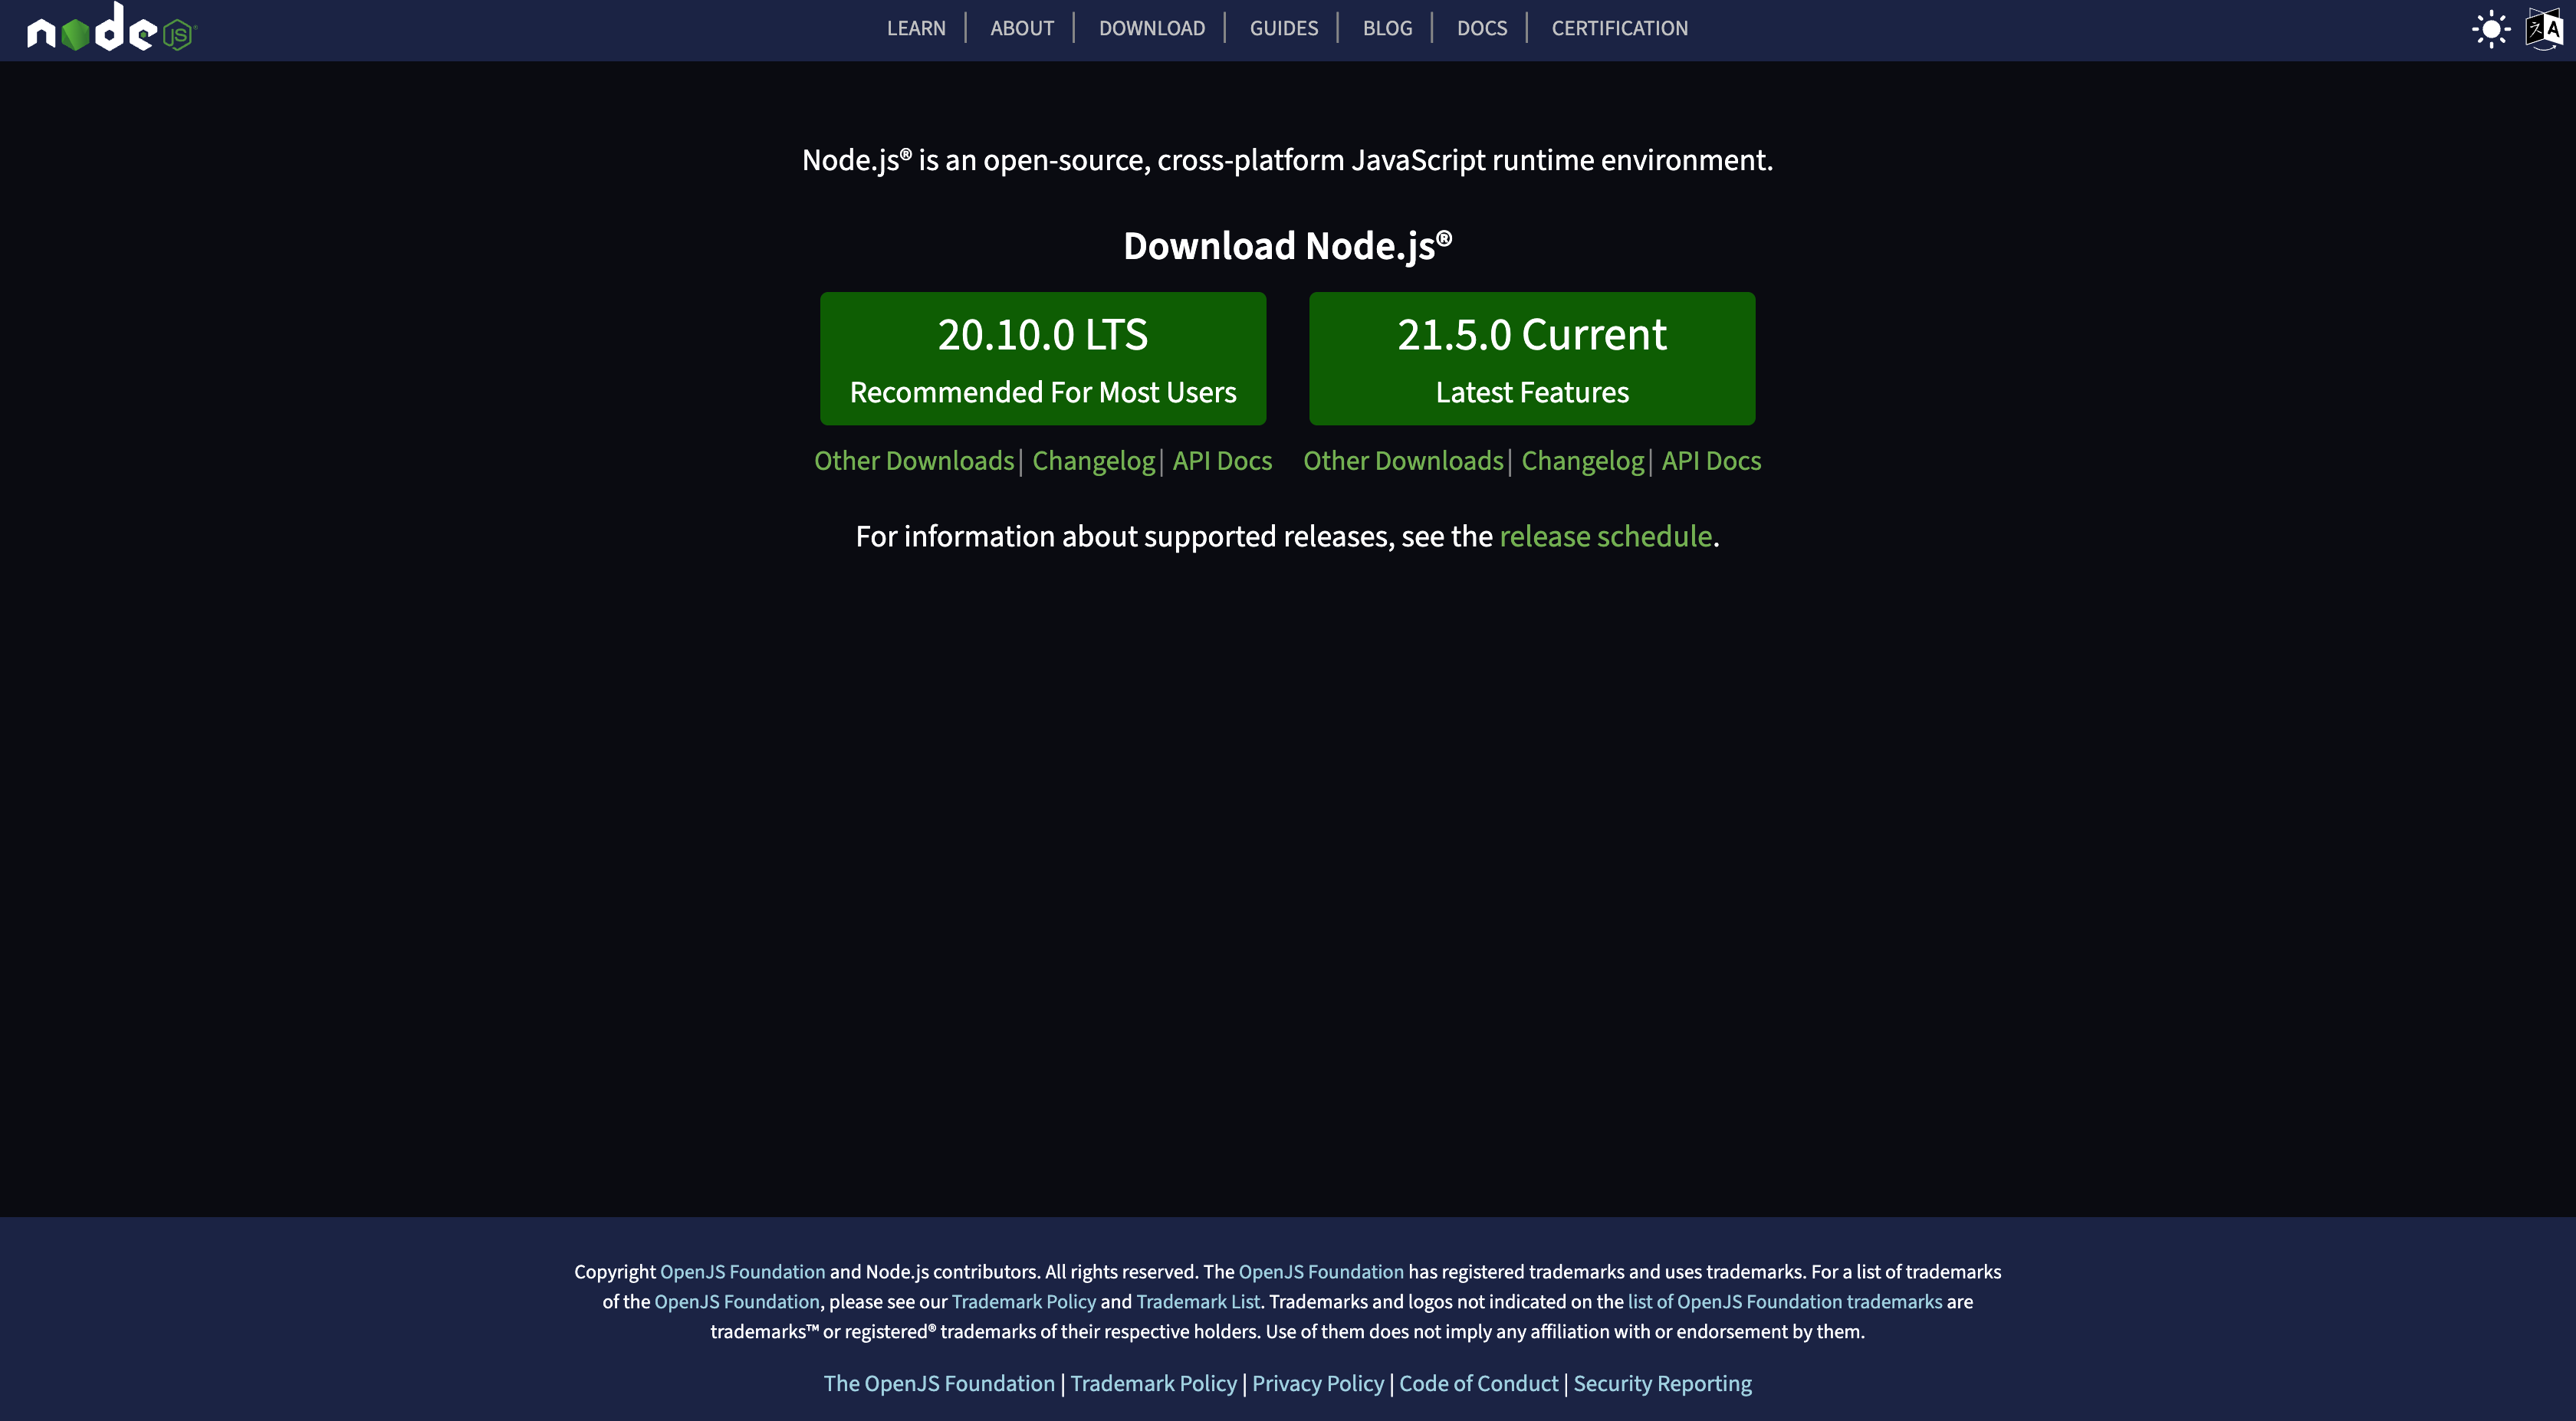 node JS®
LEARN | ABOUT | DOWNLOAD | GUIDES | BLOG | DOCS | CERTIFICATION
文 A
Node.js® is an open-source, cross-platform JavaScript runtime environment.
Download Node.js®
20.10.0 LTS
Recommended For Most Users
Other Downloads | Changelog | API Docs
21.5.0 Current
Latest Features
Other Downloads | Changelog | API Docs
For information about supported releases, see the release schedule.
Copyright OpenJS Foundation and Node.js contributors. All rights reserved. The OpenJS Foundation has registered trademarks and uses trademarks. For a list of trademarks
of the OpenJS Foundation, please see our Trademark Policy and Trademark List. Trademarks and logos not indicated on the list of OpenJS Foundation trademarks are
trademarks™ or registered® trademarks of their respective holders. Use of them does not imply any affiliation with or endorsement by them.
The OpenJS Foundation | Trademark Policy | Privacy Policy | Code of Conduct | Security Reporting